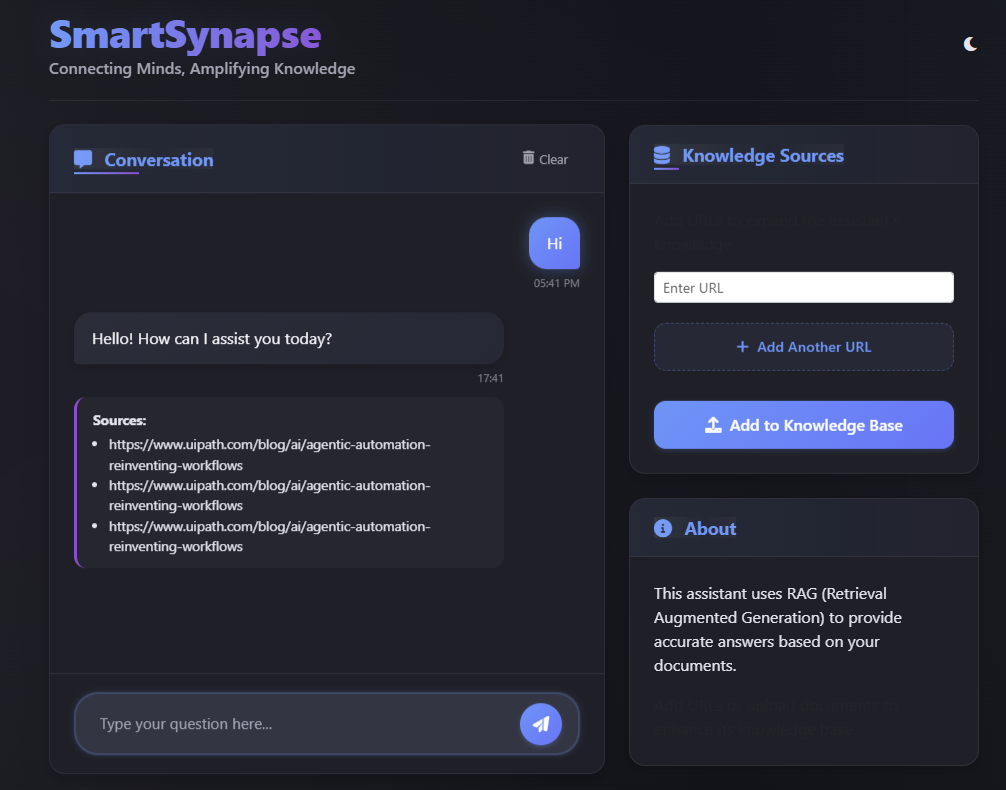 SmartSynapse
Connecting Minds, Amplifying Knowledge
Conversation
Clear
Hi
05:41 PM
Hello! How can I assist you today?
17:41
Sources:
https://www.uipath.com/blog/ai/agentic-automation-
reinventing-workflows
https://www.uipath.com/blog/ai/agentic-automation-
reinventing-workflows
https://www.uipath.com/blog/ai/agentic-automation-
reinventing-workflows
Type your question here...
Knowledge Sources
Enter URL
+ Add Another URL
Add to Knowledge Base
About
This assistant uses RAG (Retrieval
Augmented Generation) to provide
accurate answers based on your
documents.